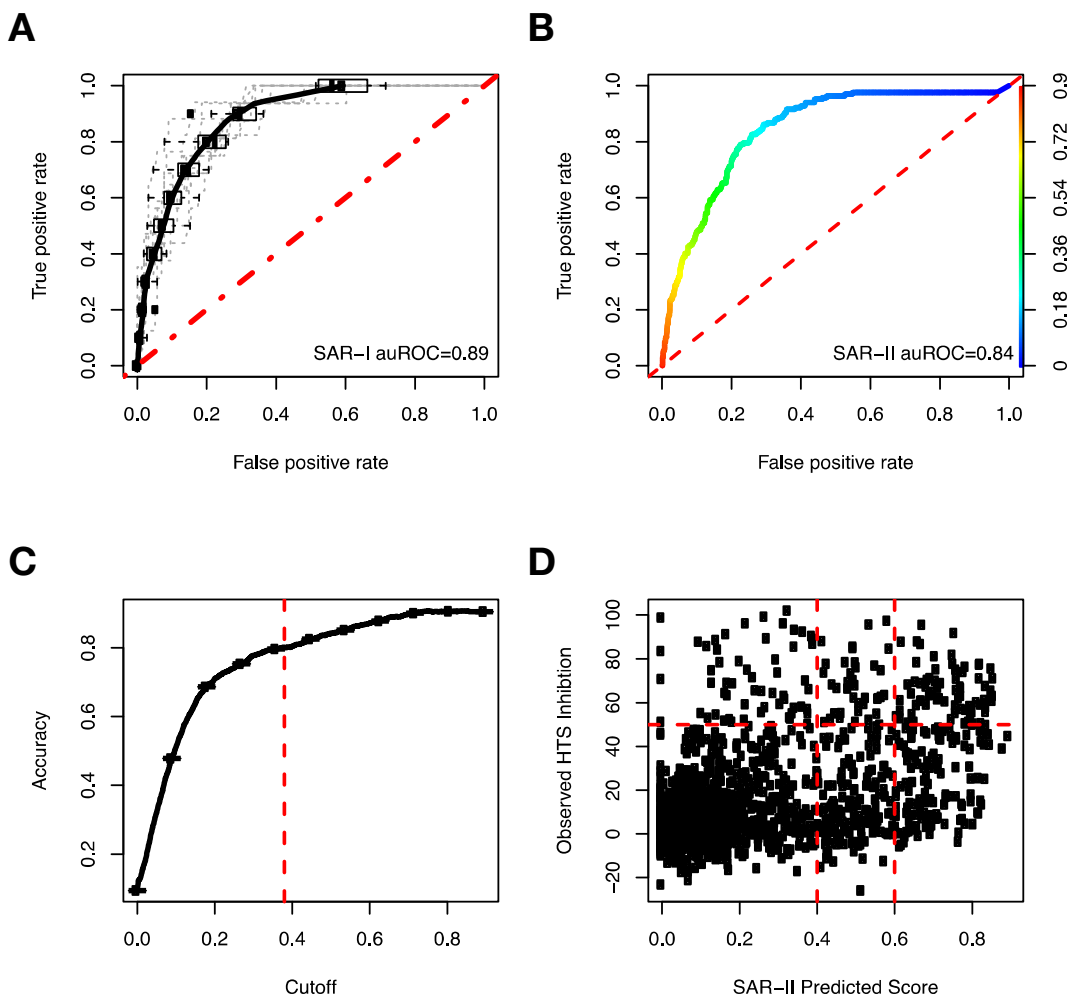 A
True positive rate
0.0 0.2 0.4 0.6 0.8 1.0
SAR−I auROC=0.89
0.0 0.2 0.4 0.6 0.8 1.0
False positive rate
B
True positive rate
0.0 0.2 0.4 0.6 0.8 1.0
SAR−II auROC=0.84
0 0.18 0.36 0.54 0.72 0.9
0.0 0.2 0.4 0.6 0.8 1.0
False positive rate
C
Accuracy
0.2 0.4 0.6 0.8
0.0 0.2 0.4 0.6 0.8
Cutoff
D
Observed HTS Inhibtion
−20 0 20 40 60 80 100
0.0 0.2 0.4 0.6 0.8
SAR−II Predicted Score